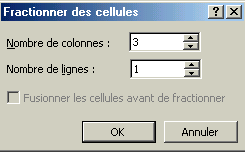 Fractionner des cellules
Nombre de colonnes : 3
Nombre de lignes : 1
Fusionner les cellules avant de fractionner
OK Annuler